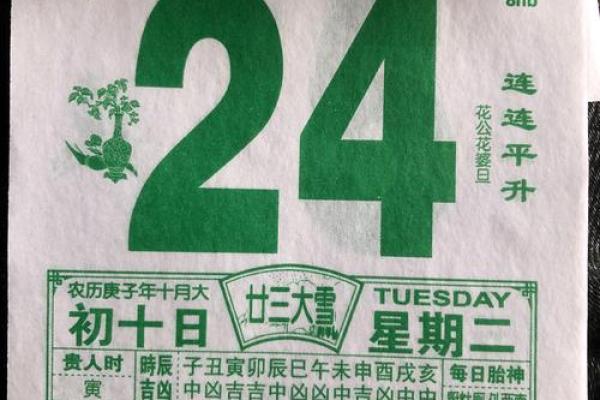 24
连连平升
花公花婆旦
农历庚子年十月大
初十日
廿三大雪
TUESDAY
星期二
贵人时
寅
時辰
吉凶
子丑寅卯辰巳午未申酉戌亥
中凶吉吉中凶凶中吉中中凶
每日胎神